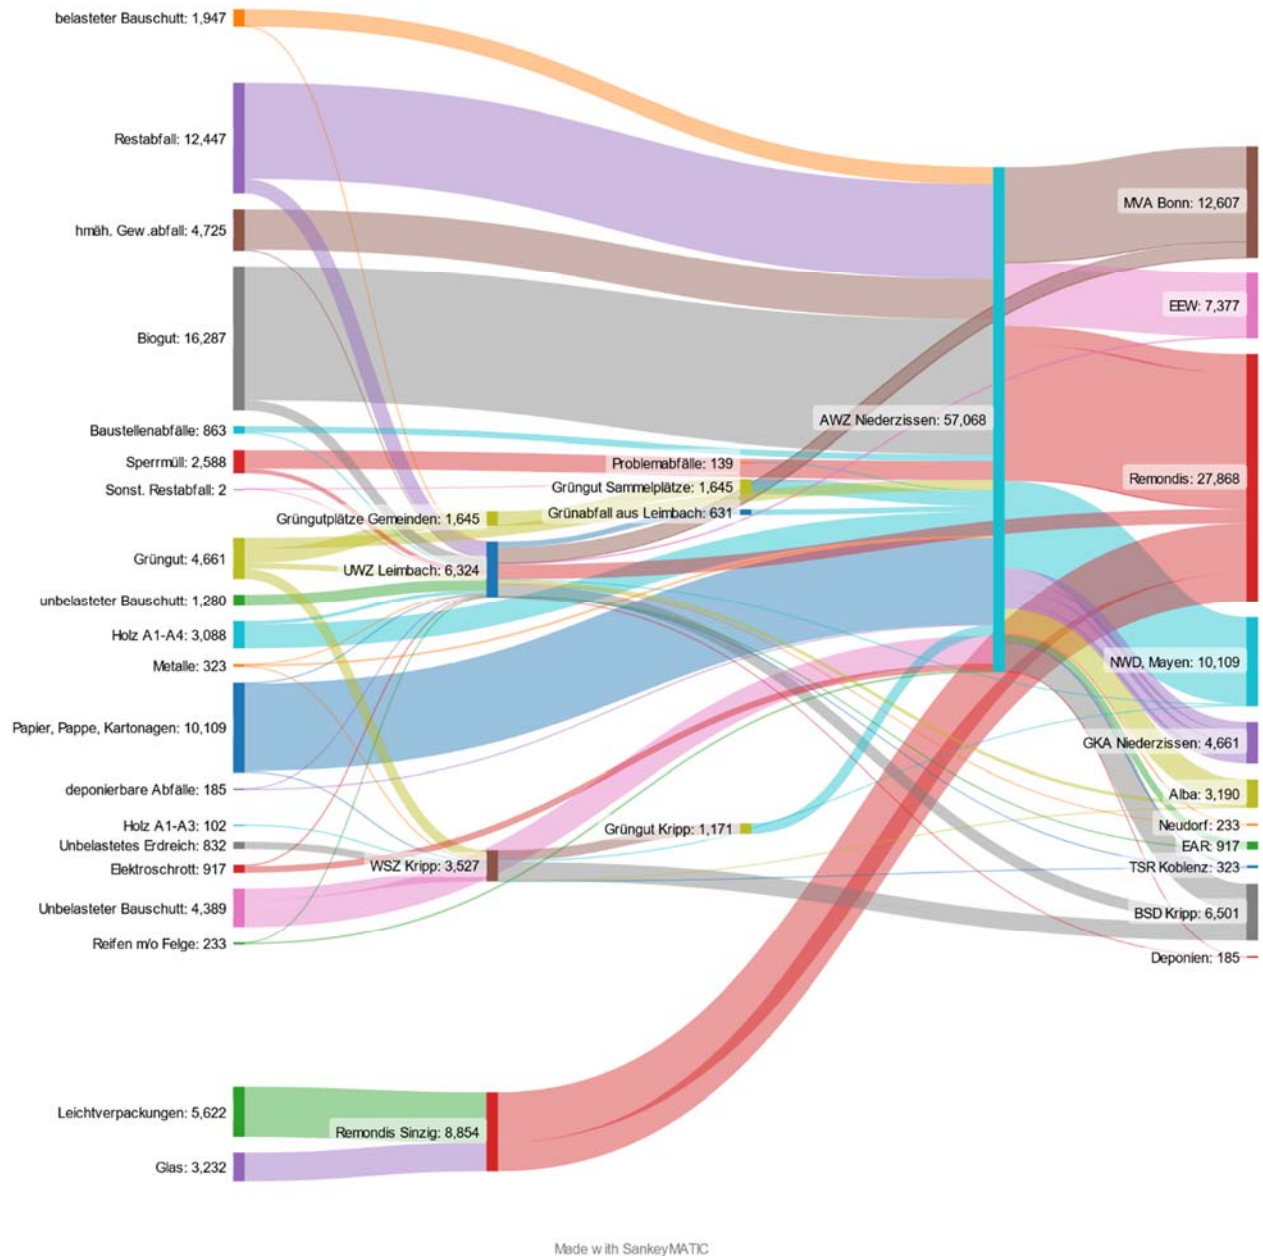 belasteter Bauschutt: 1,947
Restabfall: 12,447
hmäh. Gew.abfall: 4,725
Biogut: 16,287
Baustellenabfälle: 863
Sperrmüll: 2,588
Sonst. Restabfall: 2
Grüngut: 4,661
unbelasteter Bauschutt: 1,280
Holz A1-A4: 3,088
Metalle: 323
Papier, Pappe, Kartonagen: 10,109
deponierbare Abfälle: 185
Holz A1-A3: 102
Unbelastetes Erdreich: 832
Elektroschrott: 917
Unbelasteter Bauschutt: 4,389
Reifen m/o Felge: 233
Leichtverpackungen: 5,622
Glas: 3,232
Grüngutplätze Gemeinden: 1,645
UWZ Leimbach: 6,324
WSZ Kripp: 3,527
Remondis Sinzig: 8,854
Problemabfälle: 139
Grüngut Sammelplätze: 1,645
Grünabfall aus Leimbach: 631
Grüngut Kripp: 1,171
AWZ Niederzissen: 57,068
MVA Bonn: 12,607
EEW: 7,377
Remondis: 27,868
NWD, Mayen: 10,109
GKA Niederzissen: 4,661
Alba: 3,190
Neudorf: 233
EAR: 917
TSR Koblenz: 323
BSD Kripp: 6,501
Deponien: 185
Made with SankeyMATIC